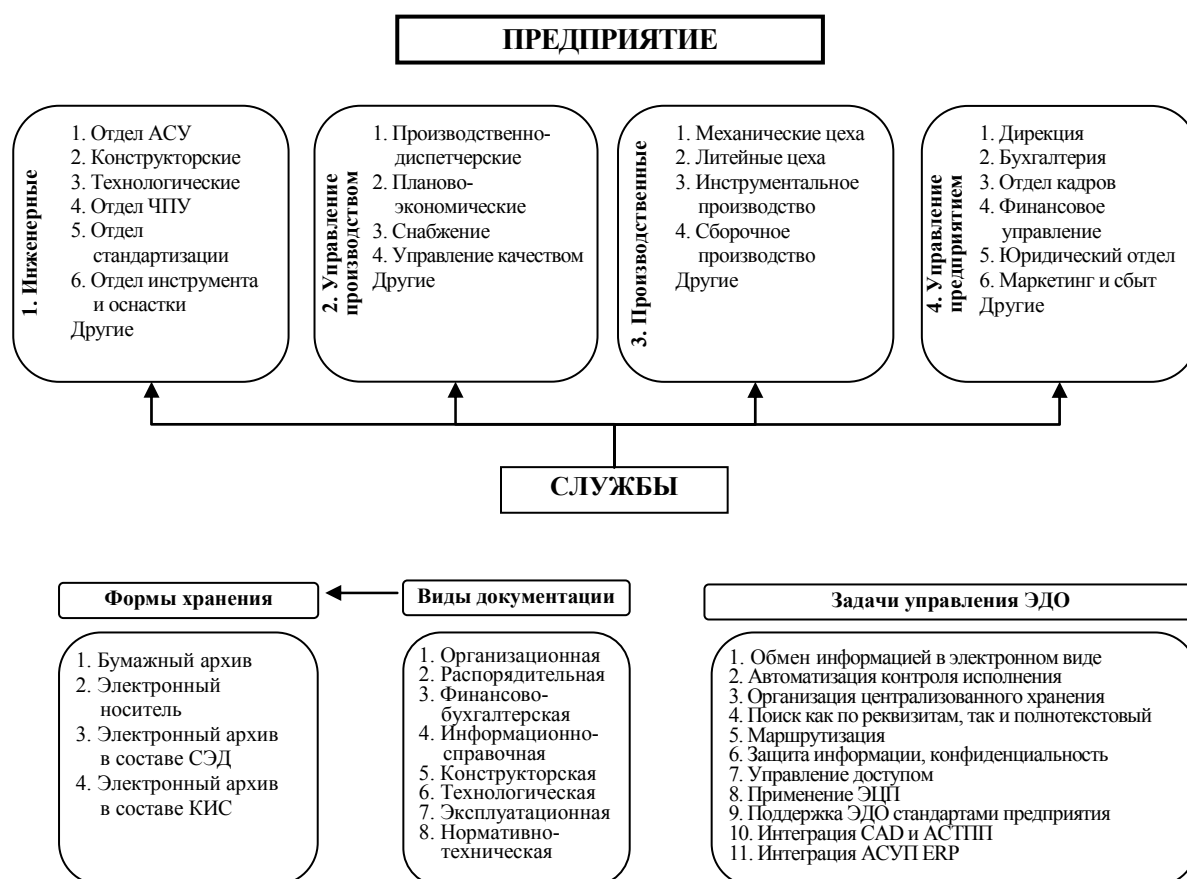 ПРЕДПРИЯТИЕ
1. Инженерные
1. Отдел АСУ
2. Конструкторские
3. Технологические
4. Отдел ЧПУ
5. Отдел
стандартизации
6. Отдел инструмента
и оснастки
Другие
2. Управление
производством
1. Производственно-
диспетчерские
2. Планово-
экономические
3. Снабжение
4. Управление качеством
Другие
3. Производственные
1. Механические цеха
2. Литейные цеха
3. Инструментальное
производство
4. Сборочное
производство
Другие
4. Управление
предприятием
1. Дирекция
2. Бухгалтерия
3. Отдел кадров
4. Финансовое
управление
5. Юридический отдел
6. Маркетинг и сбыт
Другие
СЛУЖБЫ
Формы хранения
1. Бумажный архив
2. Электронный
носитель
3. Электронный архив
в составе СЭД
4. Электронный архив
в составе КИС
Виды документации
1. Организационная
2. Распорядительная
3. Финансово-
бухгалтерская
4. Информационно-
справочная
5. Конструкторская
6. Технологическая
7. Эксплуатационная
8. Нормативно-
техническая
Задачи управления ЭДО
1. Обмен информацией в электронном виде
2. Автоматизация контроля исполнения
3. Организация централизованного хранения
4. Поиск как по реквизитам, так и полнотекстовый
5. Маршрутизация
6. Защита информации, конфиденциальность
7. Управление доступом
8. Применение ЭЦП
9. Поддержка ЭДО стандартами предприятия
10. Интеграция CAD и АСТПП
11. Интеграция АСУП ERP